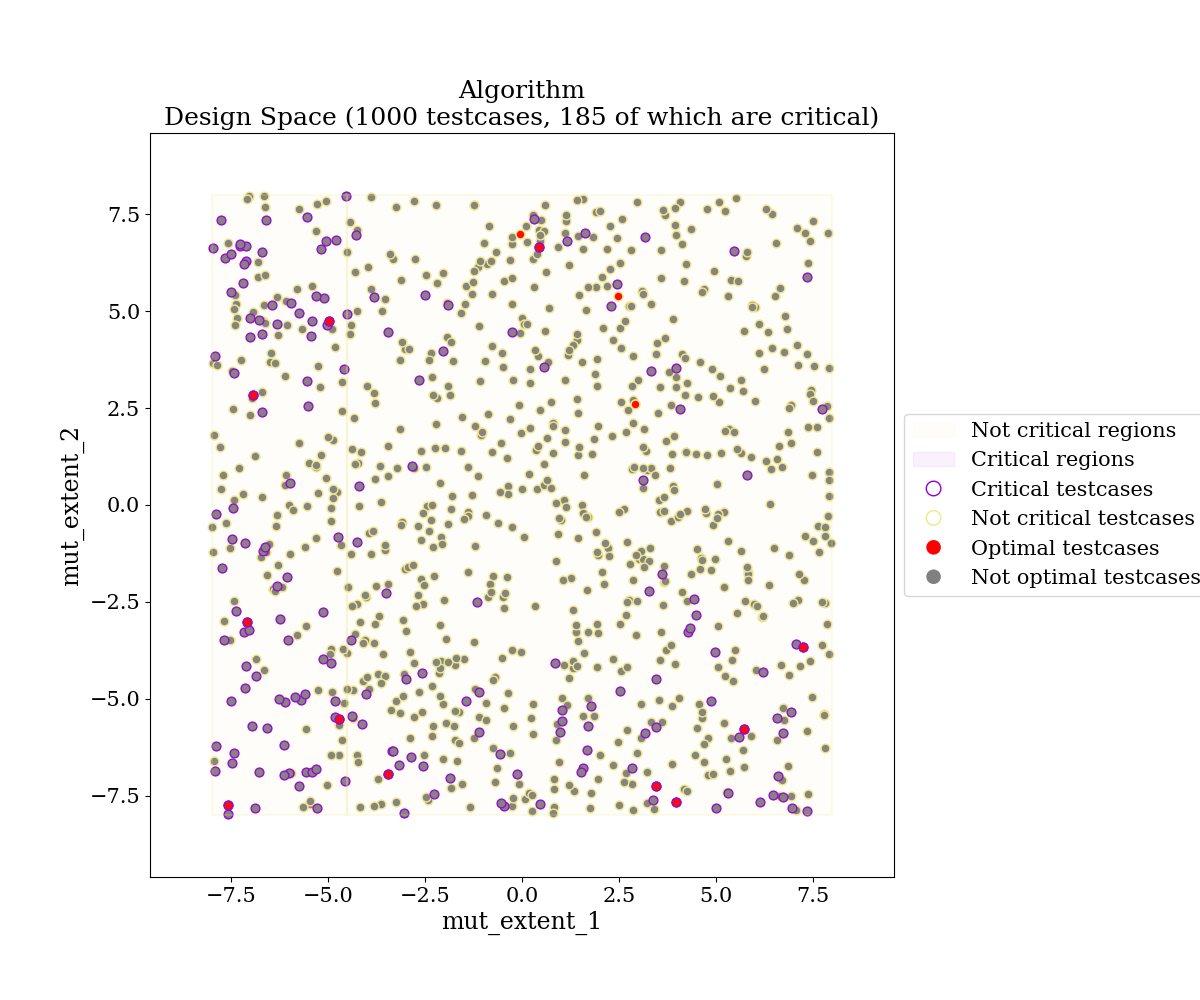 Algorithm
Design Space (1000 testcases, 185 of which are critical)
7.5
5.0
2.5
0.0
−2.5
−5.0
−7.5
mut_extent_2
−7.5 −5.0 −2.5 0.0 2.5 5.0 7.5
mut_extent_1
Not critical regions
Critical regions
Critical testcases
Not critical testcases
Optimal testcases
Not optimal testcases